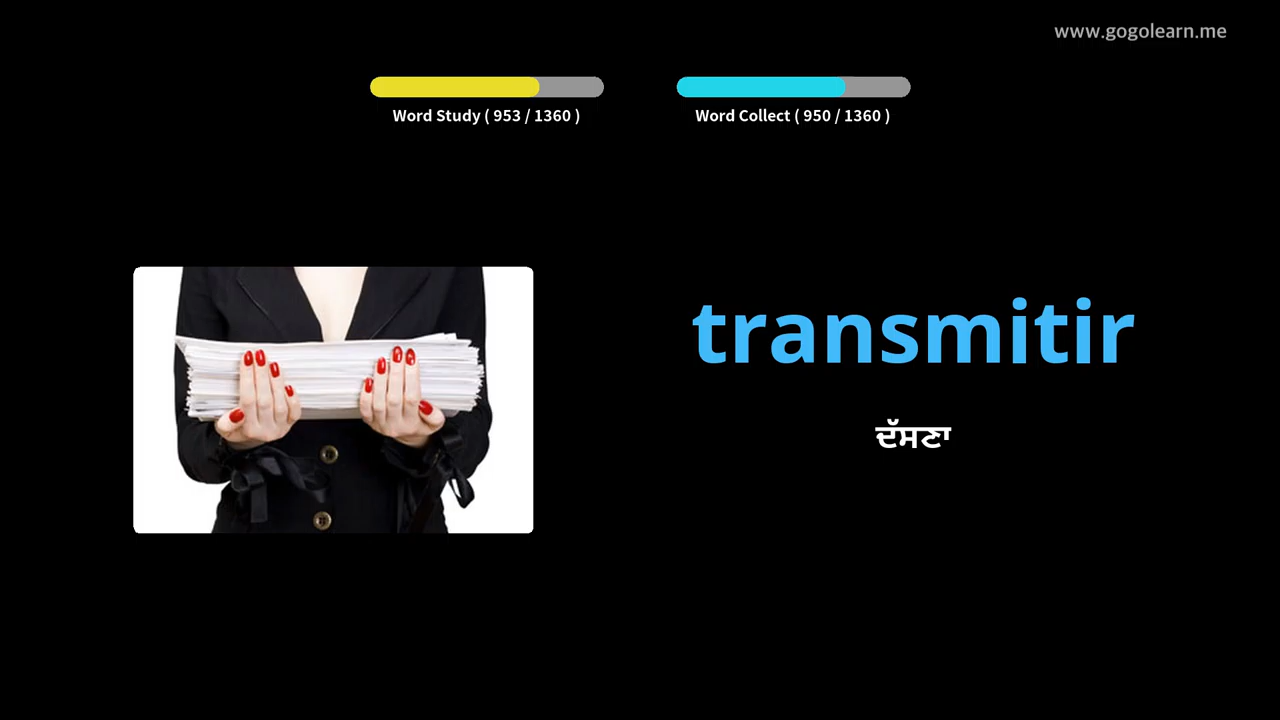 www.gogolearn.me
Word Study ( 953 / 1360 )
Word Collect ( 950 / 1360 )
transmitir
ਦੱਸਣਾ